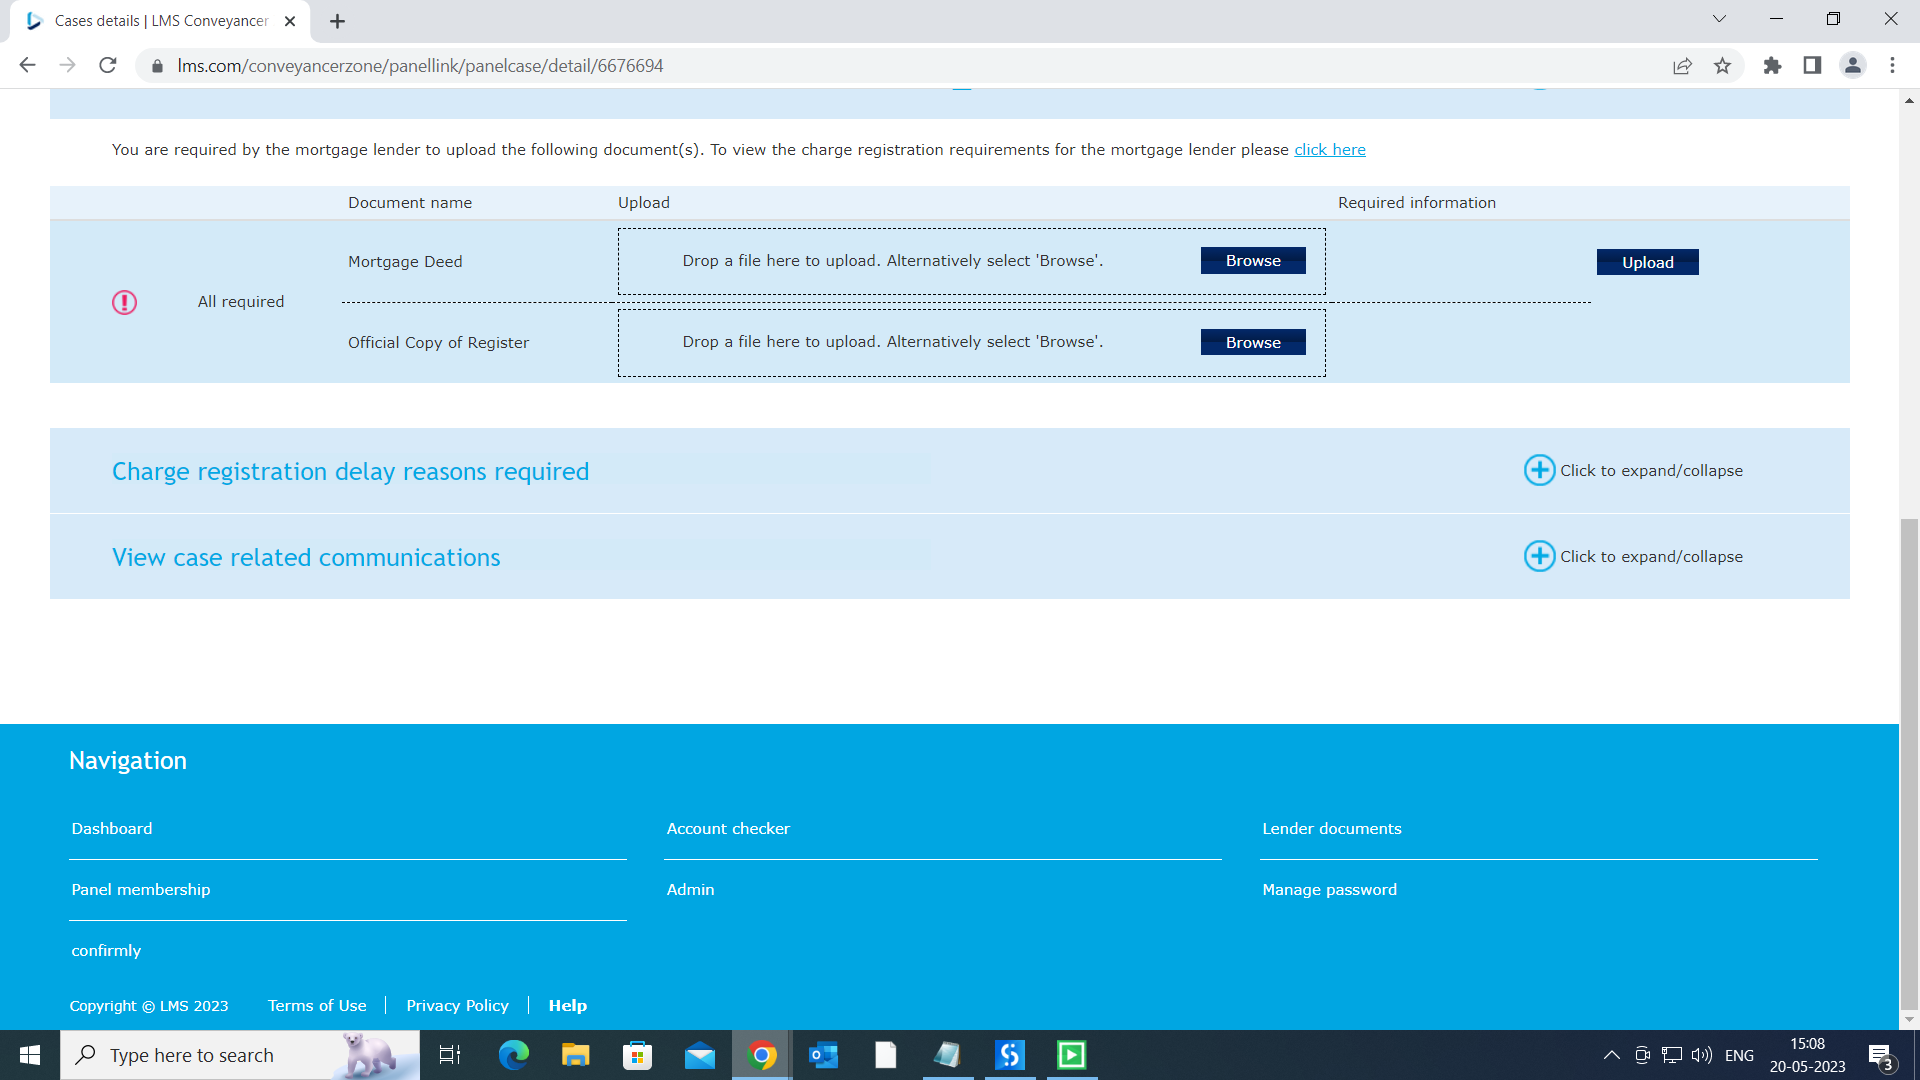 Cases details | LMS Conveyancer
lms.com/conveyancerzone/panellink/panelcase/detail/6676694
You are required by the mortgage lender to upload the following document(s). To view the charge registration requirements for the mortgage lender please click here
Document name Upload Required information
Mortgage Deed Drop a file here to upload. Alternatively select 'Browse'. Browse Upload
All required
Official Copy of Register Drop a file here to upload. Alternatively select 'Browse'. Browse
Charge registration delay reasons required Click to expand/collapse
View case related communications Click to expand/collapse
Navigation
Dashboard Account checker Lender documents
Panel membership Admin Manage password
confirmly
Copyright © LMS 2023 Terms of Use | Privacy Policy | Help
Type here to search
ENG
15:08
20-05-2023
3